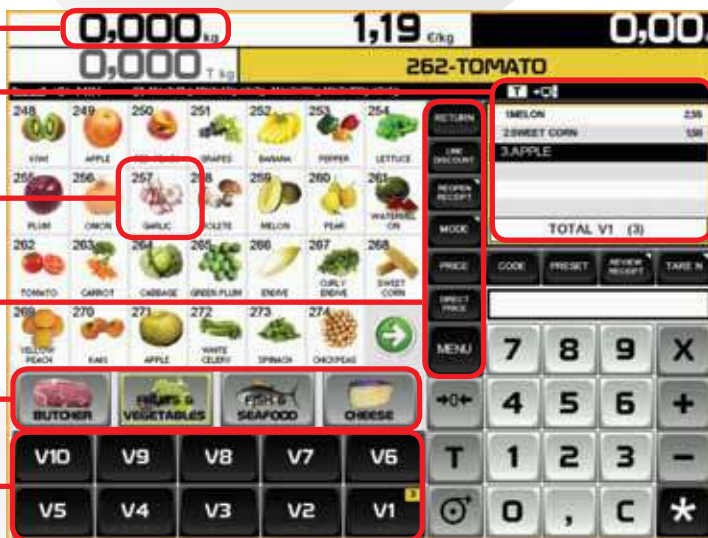 0,000 kg 1,19 €/kg 0,00
0,000 T kg 262-TOMATO
248 249 250 251 252 253 254
KIWI APPLE GRAPES BANANA PEPPER LETTUCE
255 256 257 258 259 260 261
PLUM ONION GARLIC MELON PEAR WATERMELON
262 263 264 265 266 267 268
TOMATO CARROT CABBAGE GREEN PLUM ENDIVE CURLY ENDIVE SWEET CORN
269 270 271 272 273 274
YELLOW PEACH KAKI APPLE WHITE CELERY SPINACH CHICKPEAS
BUTCHER FRUITS & VEGETABLES FISH & SEAFOOD CHEESE
V10 V9 V8 V7 V6
V5 V4 V3 V2 V1 3
RETURN
LINE DISCOUNT
REOPEN RECEIPT
MODE
PRICE
DIRECT PRICE
MENU
T
1MELON
2.SWEET CORN
3.APPLE
TOTAL V1 (3)
CODE PRESET REVIEW RECEIPT TARE N
7 8 9 X
→0← 4 5 6 +
T 1 2 3 -
0 , C *